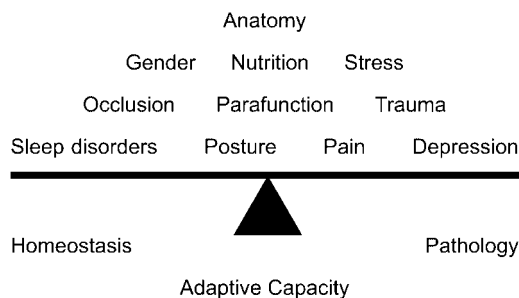 Anatomy
Gender Nutrition Stress
Occlusion Parafunction Trauma
Sleep disorders Posture Pain Depression
Homeostasis Pathology
Adaptive Capacity